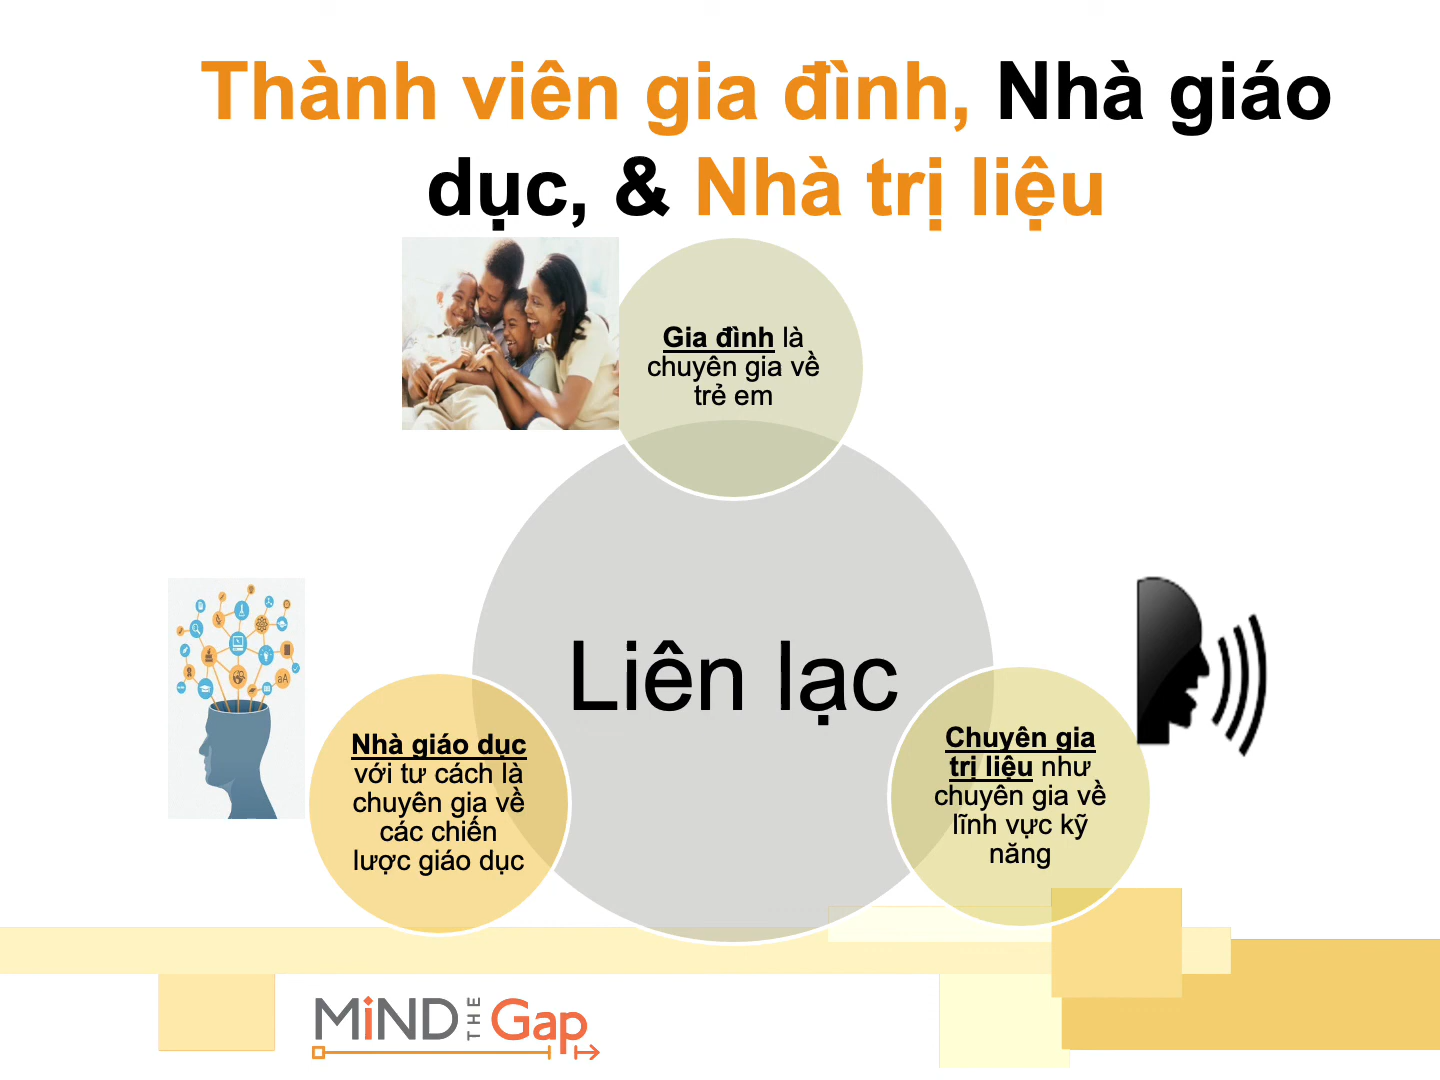 Thành viên gia đình, Nhà giáo
dục, & Nhà trị liệu
Gia đình là
chuyên gia về
trẻ em
Liên lạc
Nhà giáo dục
với tư cách là
chuyên gia về
các chiến
lược giáo dục
Chuyên gia
trị liệu như
chuyên gia về
lĩnh vực kỹ
năng
MiND THE Gap